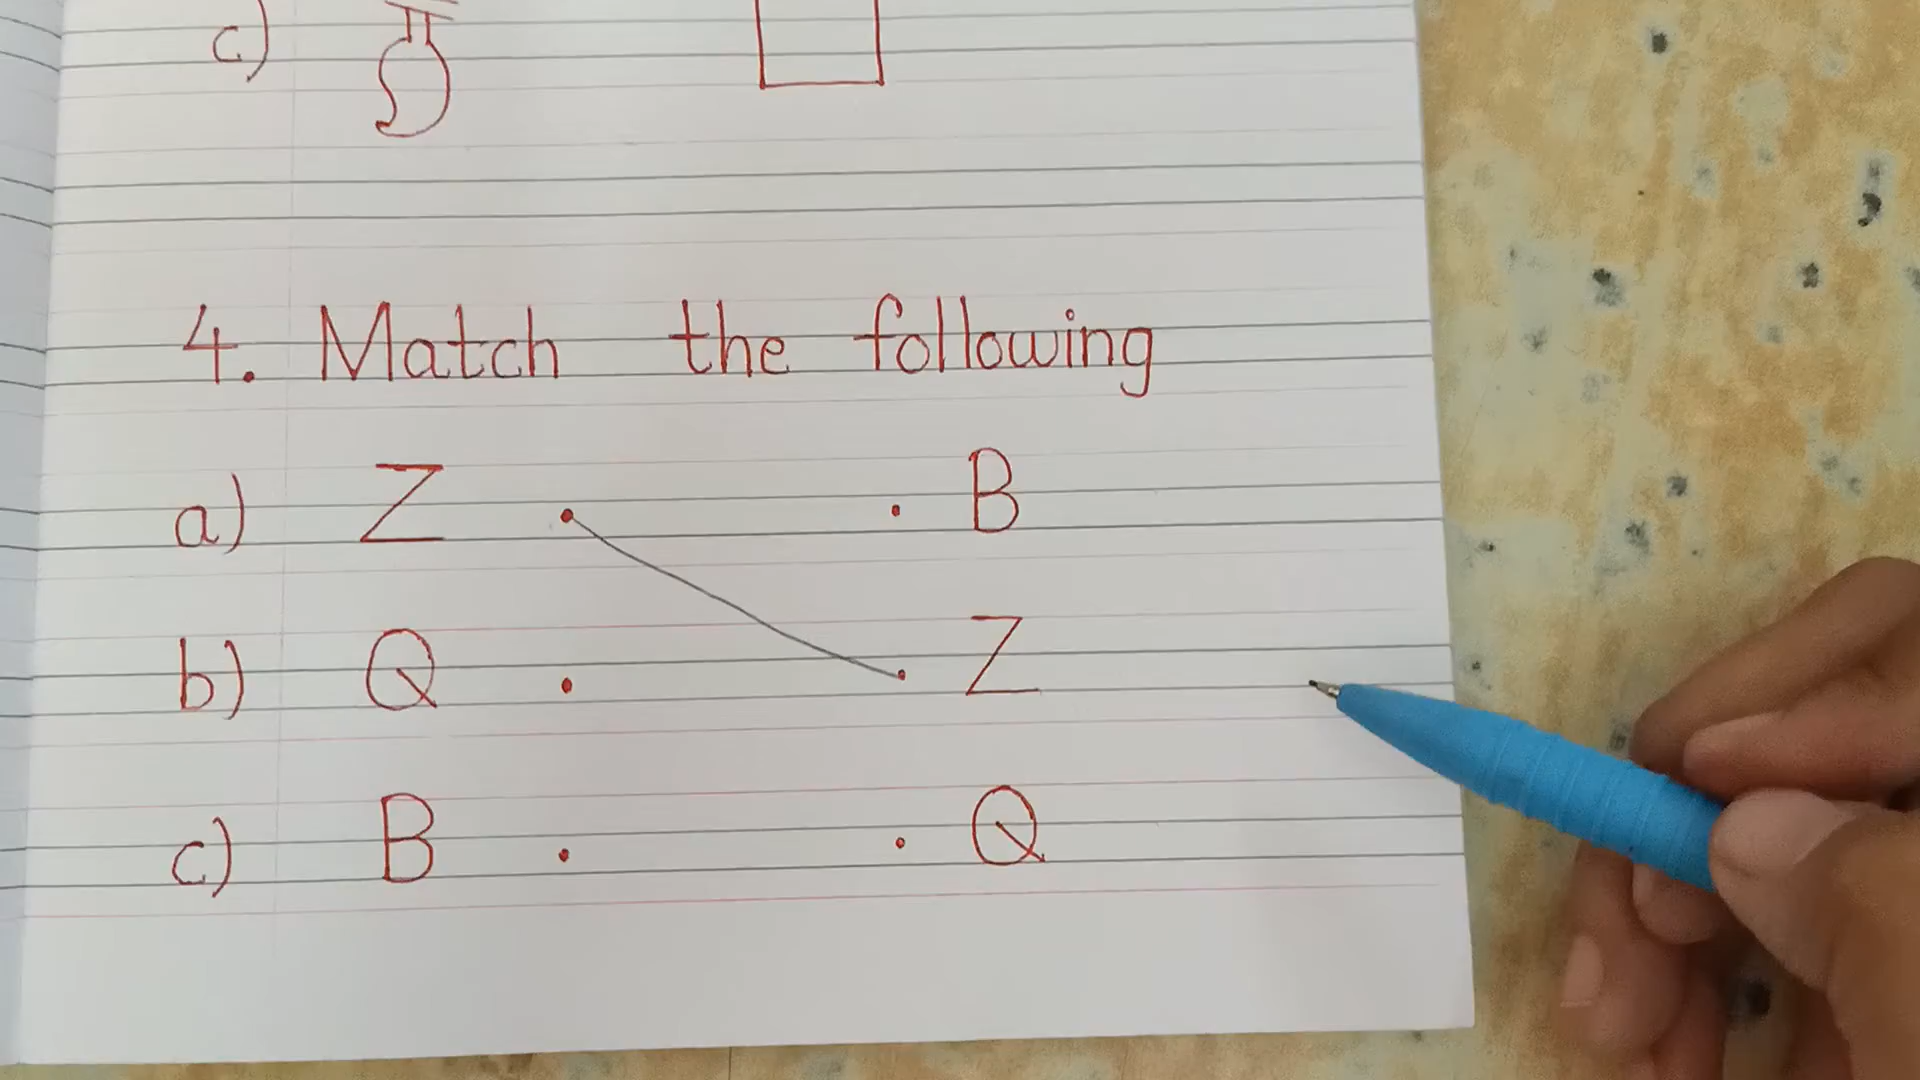 c)
4. Match the following
a) Z . . B
b) Q . . Z
c) B . . Q